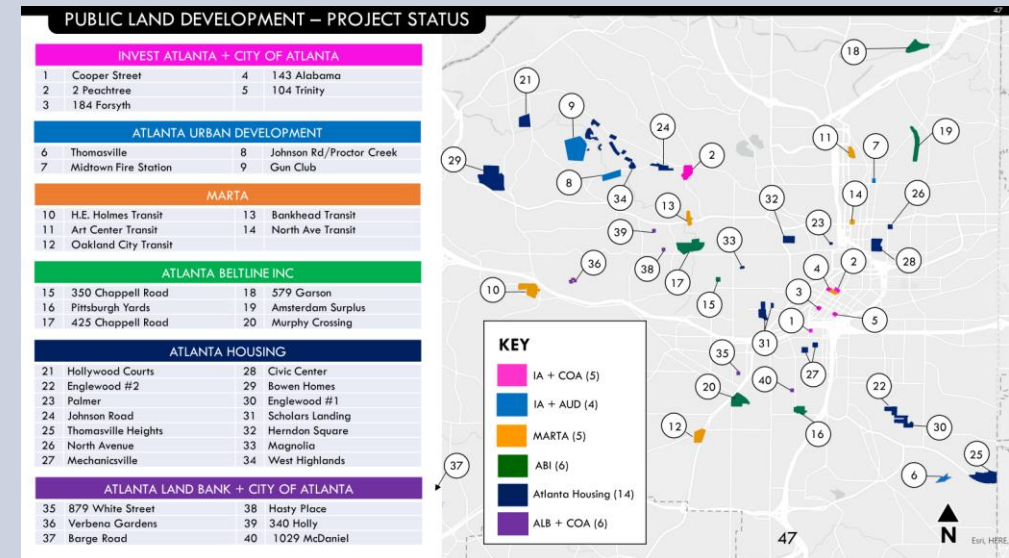 PUBLIC LAND DEVELOPMENT – PROJECT STATUS
47
INVEST ATLANTA + CITY OF ATLANTA
1 Cooper Street 4 143 Alabama
2 2 Peachtree 5 104 Trinity
3 184 Forsyth
ATLANTA URBAN DEVELOPMENT
6 Thomasville 8 Johnson Rd/Proctor Creek
7 Midtown Fire Station 9 Gun Club
MARTA
10 H.E. Holmes Transit 13 Bankhead Transit
11 Art Center Transit 14 North Ave Transit
12 Oakland City Transit
ATLANTA BELTLINE INC
15 350 Chappell Road 18 579 Garson
16 Pittsburgh Yards 19 Amsterdam Surplus
17 425 Chappell Road 20 Murphy Crossing
ATLANTA HOUSING
21 Hollywood Courts 28 Civic Center
22 Englewood #2 29 Bowen Homes
23 Palmer 30 Englewood #1
24 Johnson Road 31 Scholars Landing
25 Thomasville Heights 32 Herndon Square
26 North Avenue 33 Magnolia
27 Mechanicsville 34 West Highlands
ATLANTA LAND BANK + CITY OF ATLANTA
35 879 White Street 38 Hasty Place
36 Verbena Gardens 39 340 Holly
37 Barge Road 40 1029 McDaniel
18
21
9
24
11
7
19
29
2
8
34
13
32
23
14
26
39
38
33
28
36
17
4
2
10
15
3
5
1
31
27
35
40
20
22
12
16
30
37
6
25
KEY
IA + COA (5)
IA + AUD (4)
MARTA (5)
ABI (6)
Atlanta Housing (14)
ALB + COA (6)
47
N
Esri, HERE,